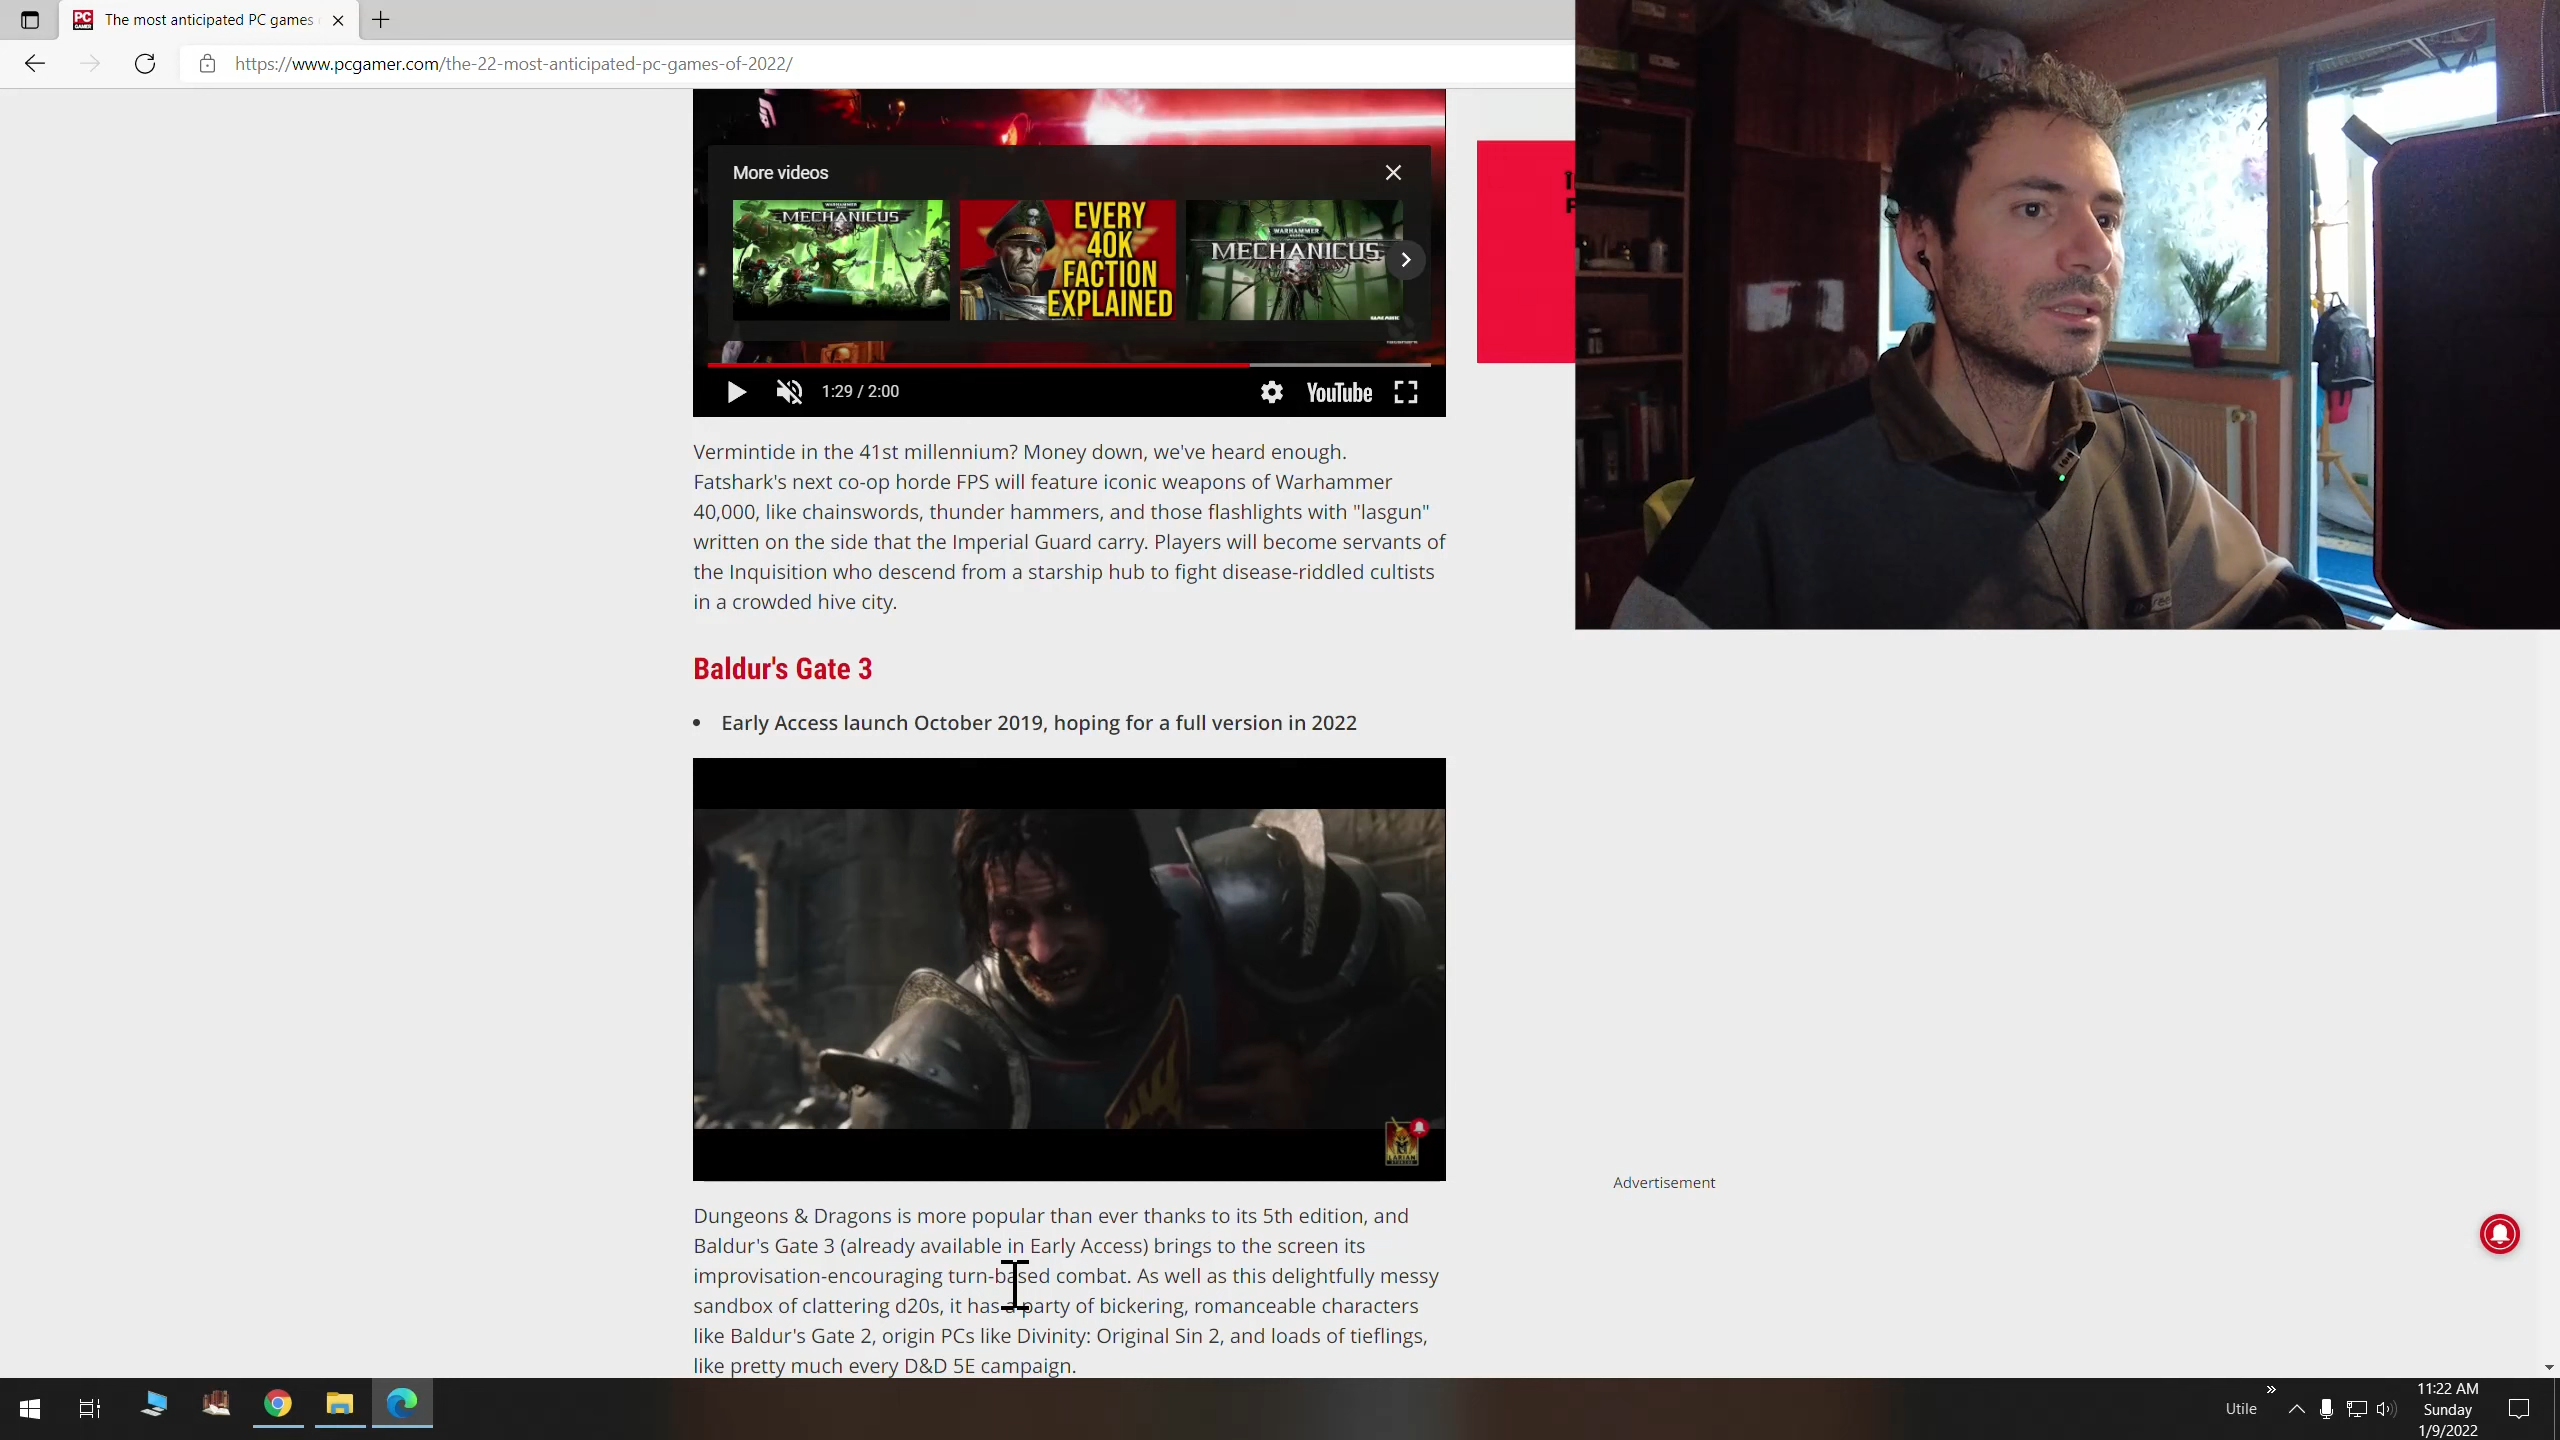 The most anticipated PC games
https://www.pcgamer.com/the-22-most-anticipated-pc-games-of-2022/
More videos
WARHAMMER
MECHANICUS
EVERY
40K
FACTION
EXPLAINED
WARHAMMER
MECHANICUS
1:29 / 2:00
YouTube
Vermintide in the 41st millennium? Money down, we've heard enough.
Fatshark's next co-op horde FPS will feature iconic weapons of Warhammer
40,000, like chainswords, thunder hammers, and those flashlights with "lasgun"
written on the side that the Imperial Guard carry. Players will become servants of
the Inquisition who descend from a starship hub to fight disease-riddled cultists
in a crowded hive city.
Baldur's Gate 3
• Early Access launch October 2019, hoping for a full version in 2022
LARIAN
STUDIOS
Advertisement
Dungeons & Dragons is more popular than ever thanks to its 5th edition, and
Baldur's Gate 3 (already available in Early Access) brings to the screen its
improvisation-encouraging turn-based combat. As well as this delightfully messy
sandbox of clattering d20s, it has a party of bickering, romanceable characters
like Baldur's Gate 2, origin PCs like Divinity: Original Sin 2, and loads of tieflings,
like pretty much every D&D 5E campaign.
Utile
11:22 AM
Sunday
1/9/2022